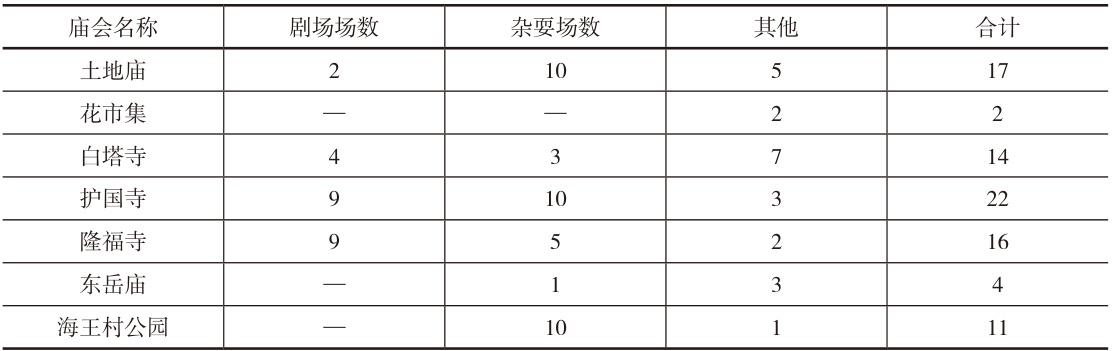 庙会名称 剧场场数 杂耍场数 其他 合计
土地庙 2 10 5 17
花市集 — — 2 2
白塔寺 4 3 7 14
护国寺 9 10 3 22
隆福寺 9 5 2 16
东岳庙 — 1 3 4
海王村公园 — 10 1 11